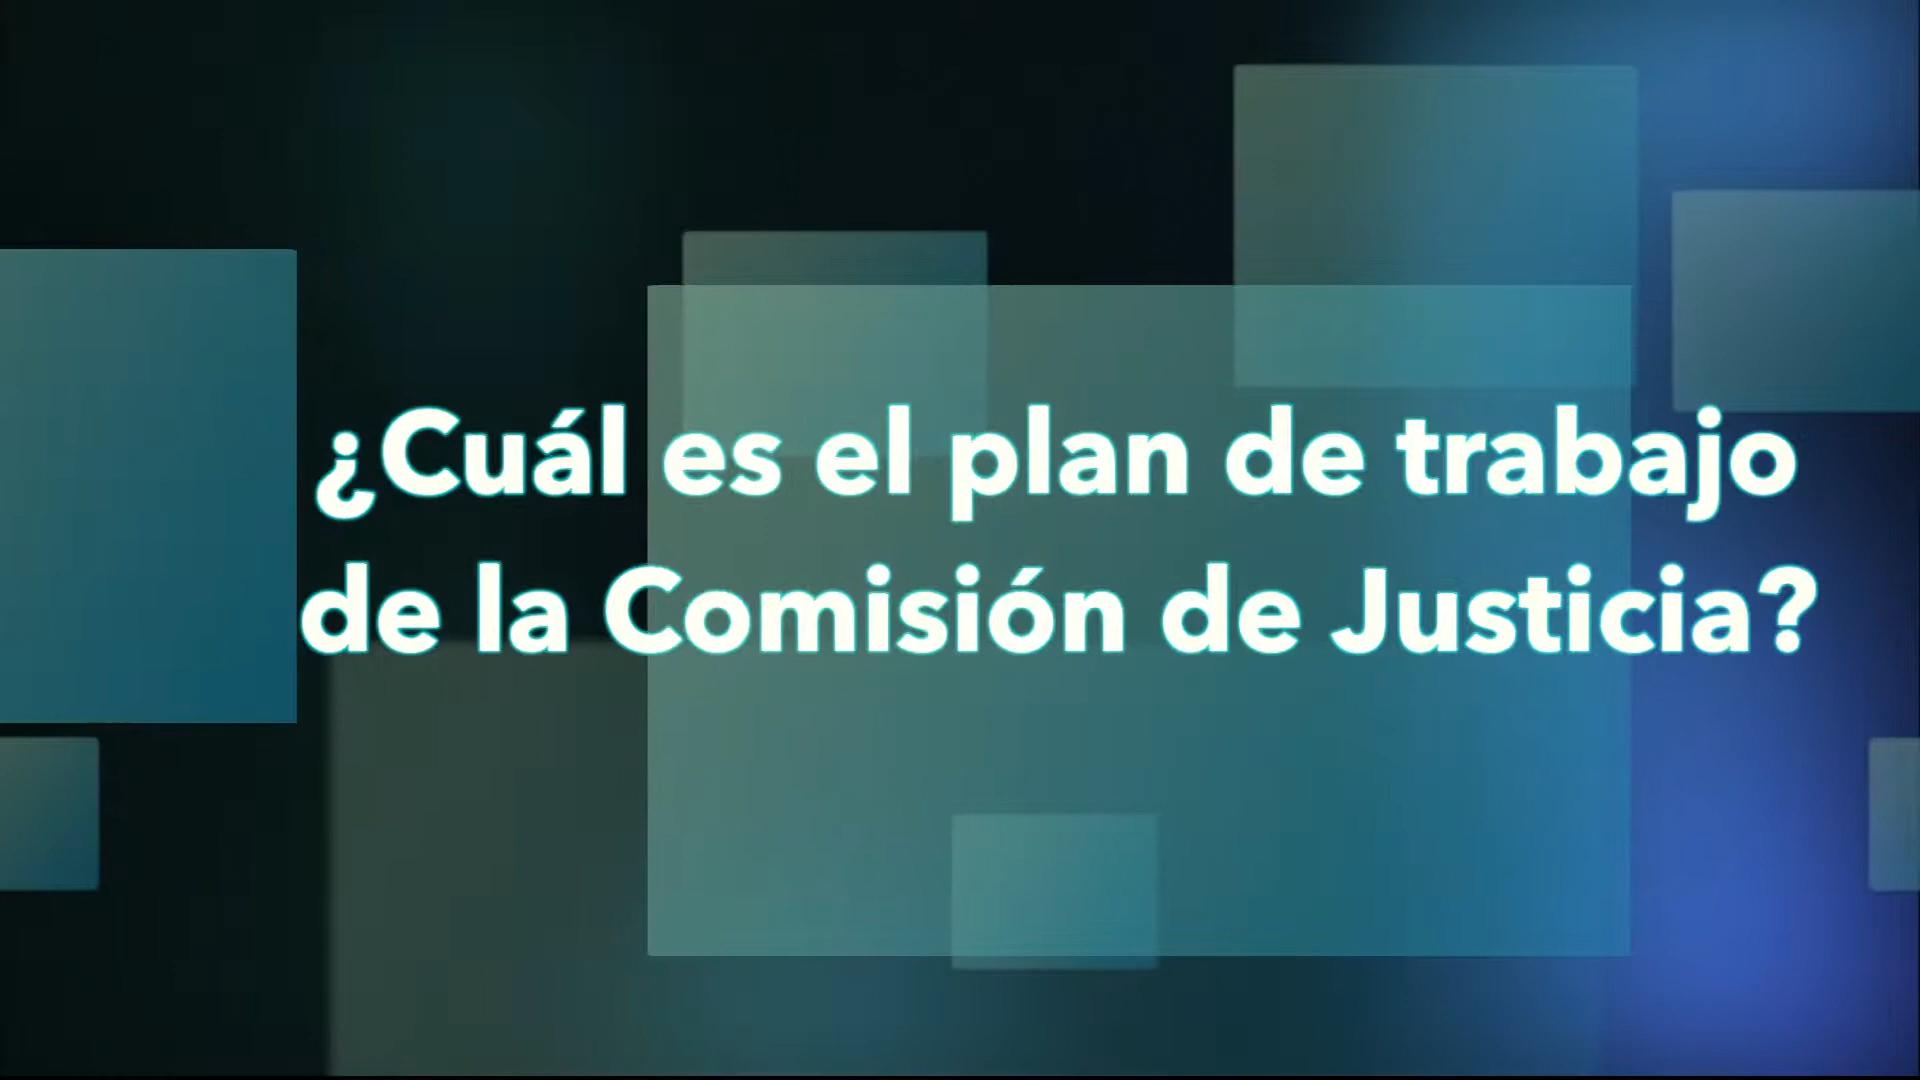 ¿Cuál es el plan de trabajo
de la Comisión de Justicia?